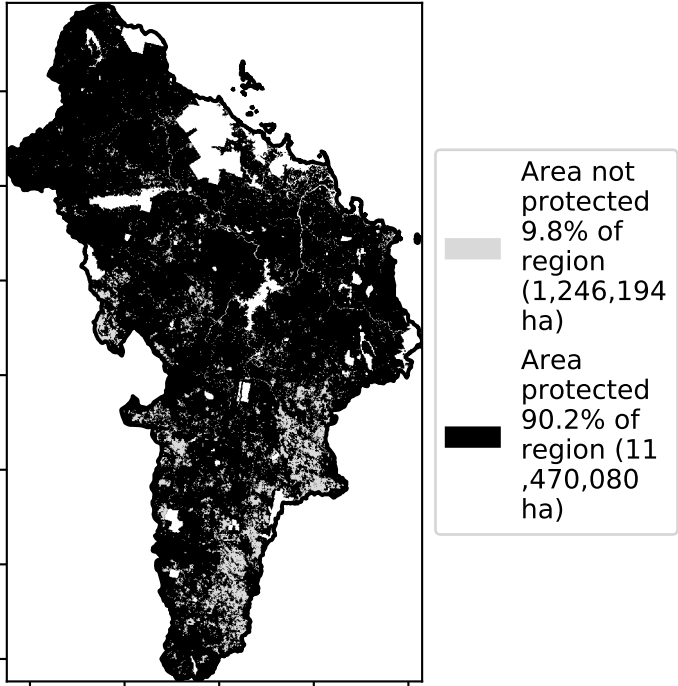 Area not
protected
9.8% of
region
(1,246,194
ha)
Area
protected
90.2% of
region (11
,470,080
ha)